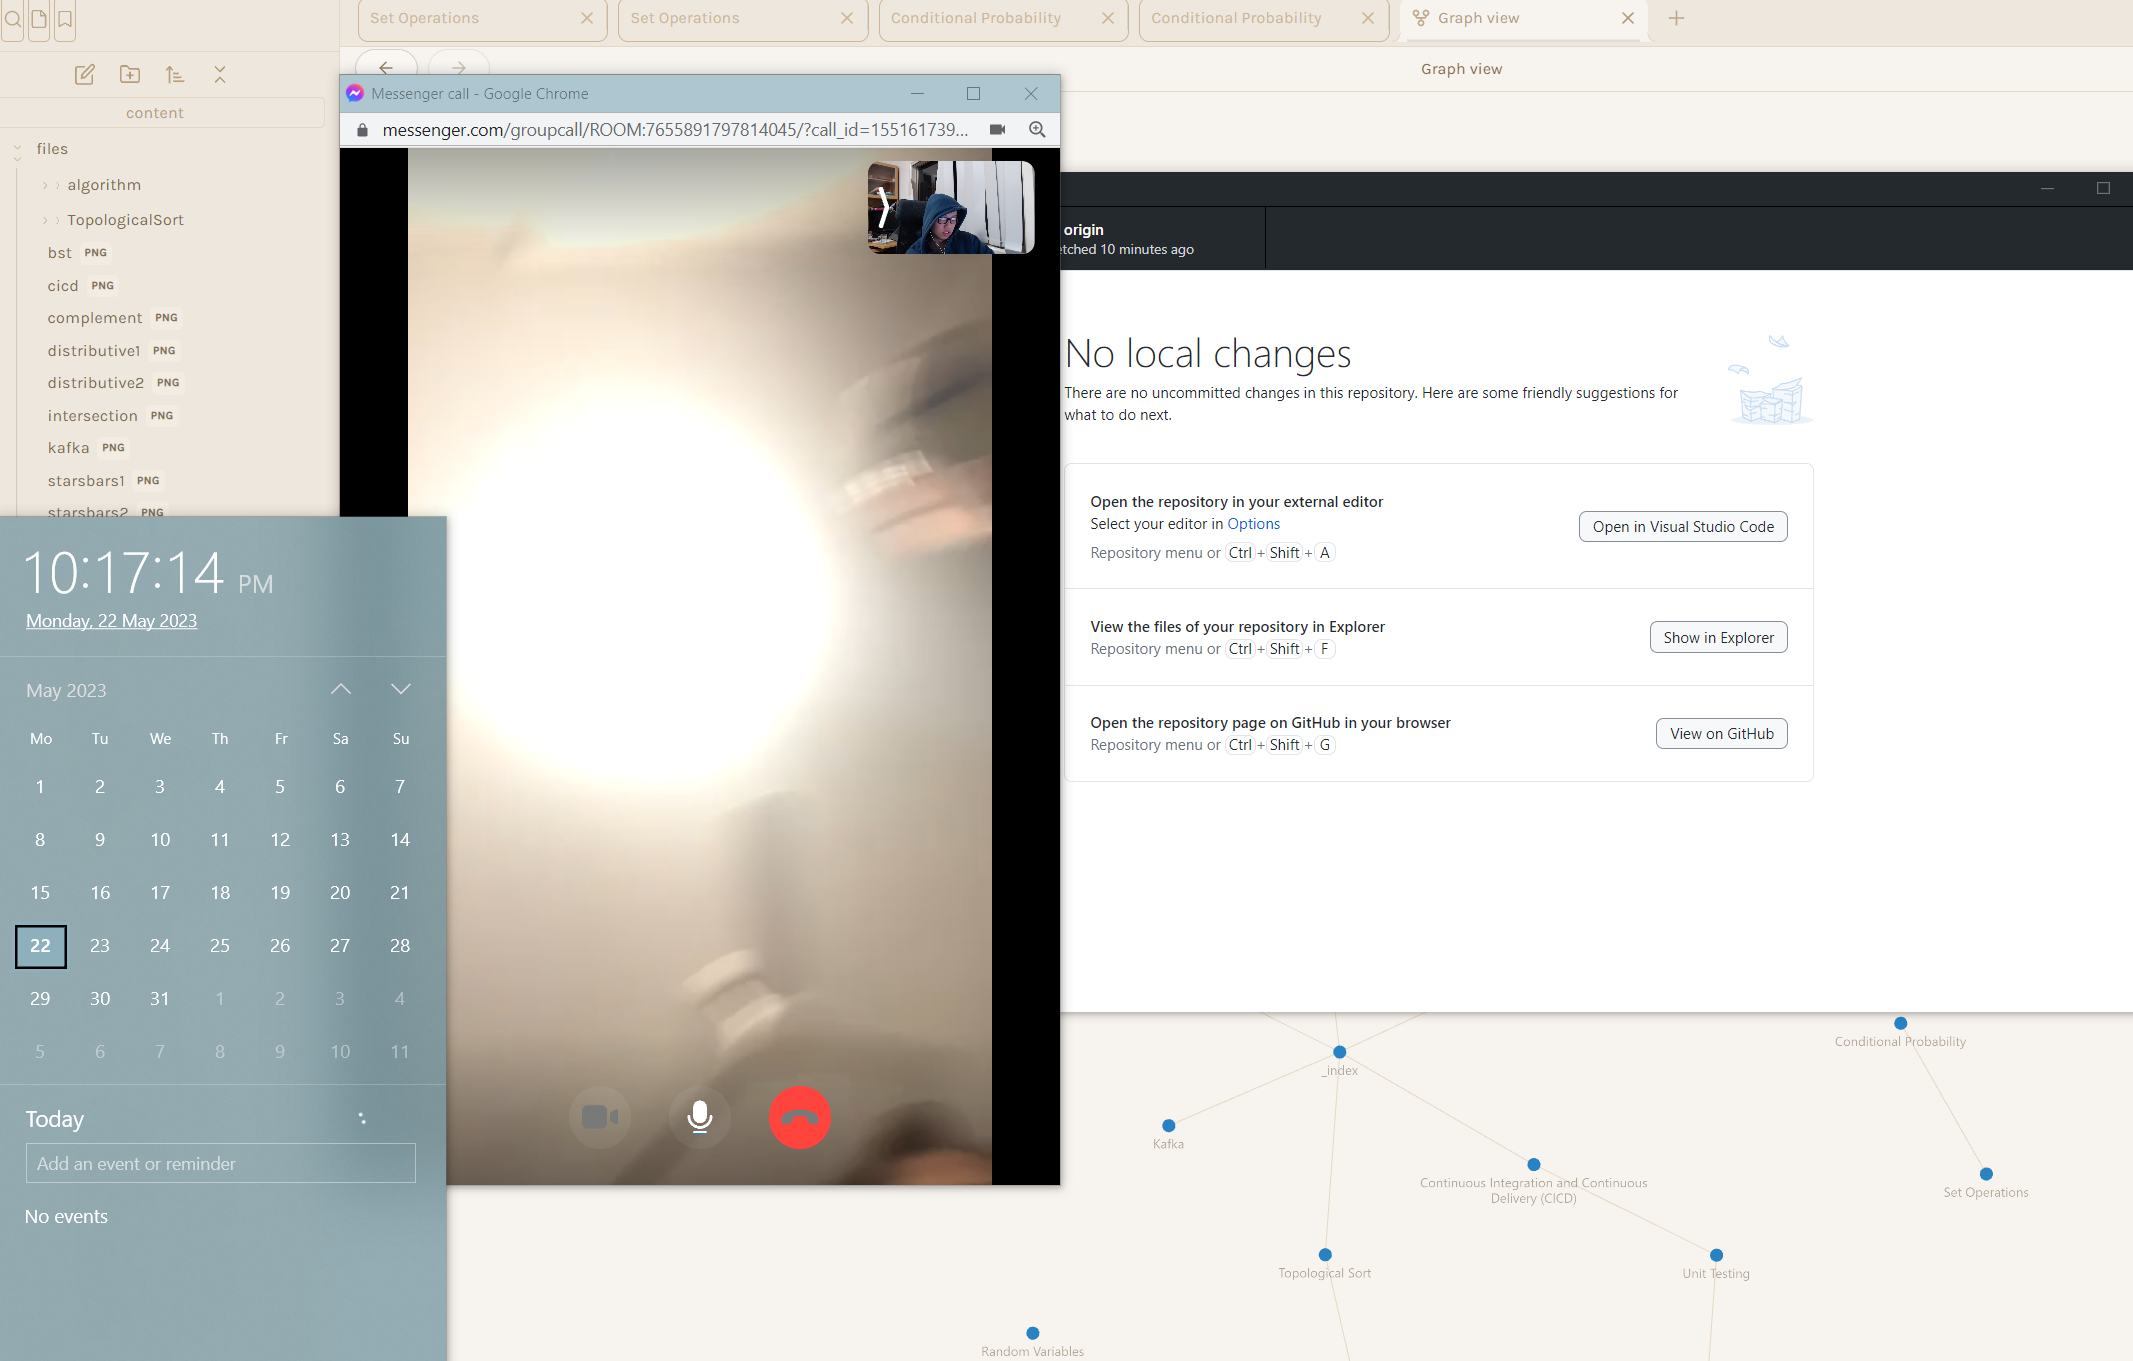 Set Operations
Set Operations
Conditional Probability
Conditional Probability
Graph view
Graph view
content
files
algorithm
TopologicalSort
bst PNG
cicd PNG
complement PNG
distributive1 PNG
distributive2 PNG
intersection PNG
kafka PNG
starsbars1 PNG
starsbars2 PNG
Messenger call - Google Chrome
messenger.com/groupcall/ROOM:7655891797814045/?call_id=155161739...
origin
etched 10 minutes ago
No local changes
There are no uncommitted changes in this repository. Here are some friendly suggestions for
what to do next.
Open the repository in your external editor
Select your editor in Options
Repository menu or Ctrl + Shift + A
Open in Visual Studio Code
View the files of your repository in Explorer
Repository menu or Ctrl + Shift + F
Show in Explorer
Open the repository page on GitHub in your browser
Repository menu or Ctrl + Shift + G
View on GitHub
10:17:14 PM
Monday, 22 May 2023
May 2023
Mo Tu We Th Fr Sa Su
1 2 3 4 5 6 7
8 9 10 11 12 13 14
15 16 17 18 19 20 21
22 23 24 25 26 27 28
29 30 31 1 2 3 4
5 6 7 8 9 10 11
Today
Add an event or reminder
No events
Conditional Probability
_index
Kafka
Continuous Integration and Continuous
Delivery (CICD)
Set Operations
Topological Sort
Unit Testing
Random Variables